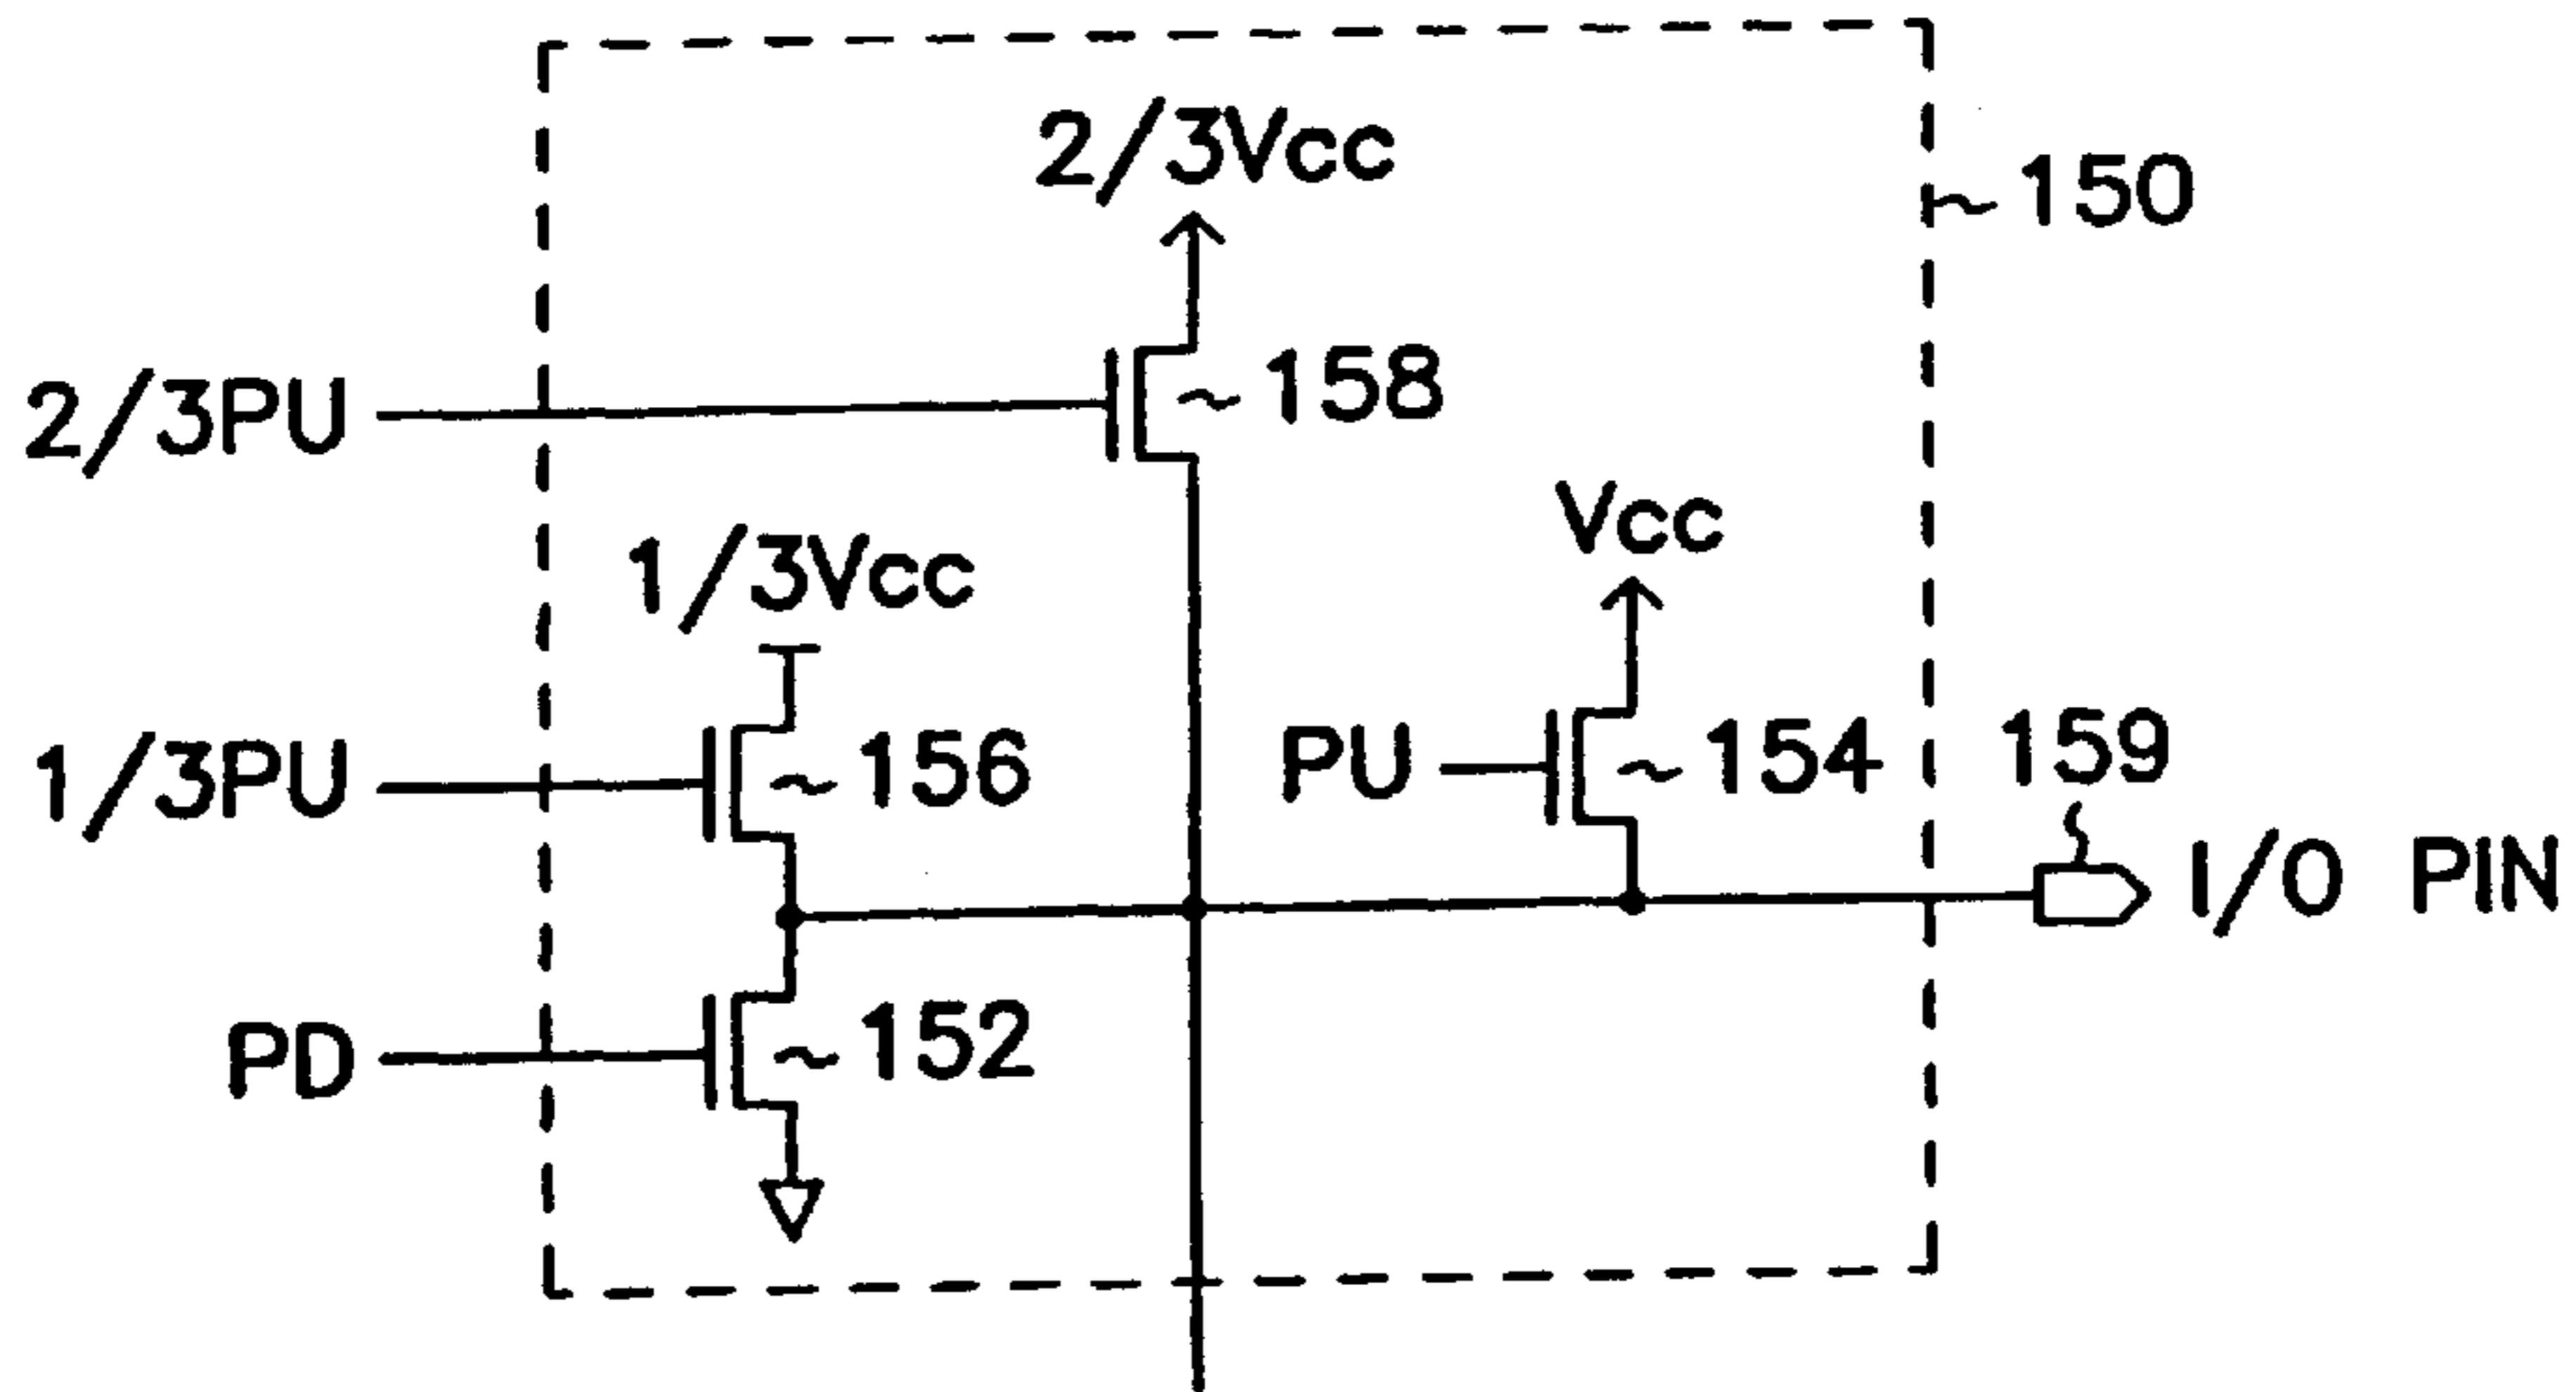 2/3Vcc
150
2/3PU
158
1/3Vcc
Vcc
1/3PU
156
PU
154
159
I/O PIN
PD
152